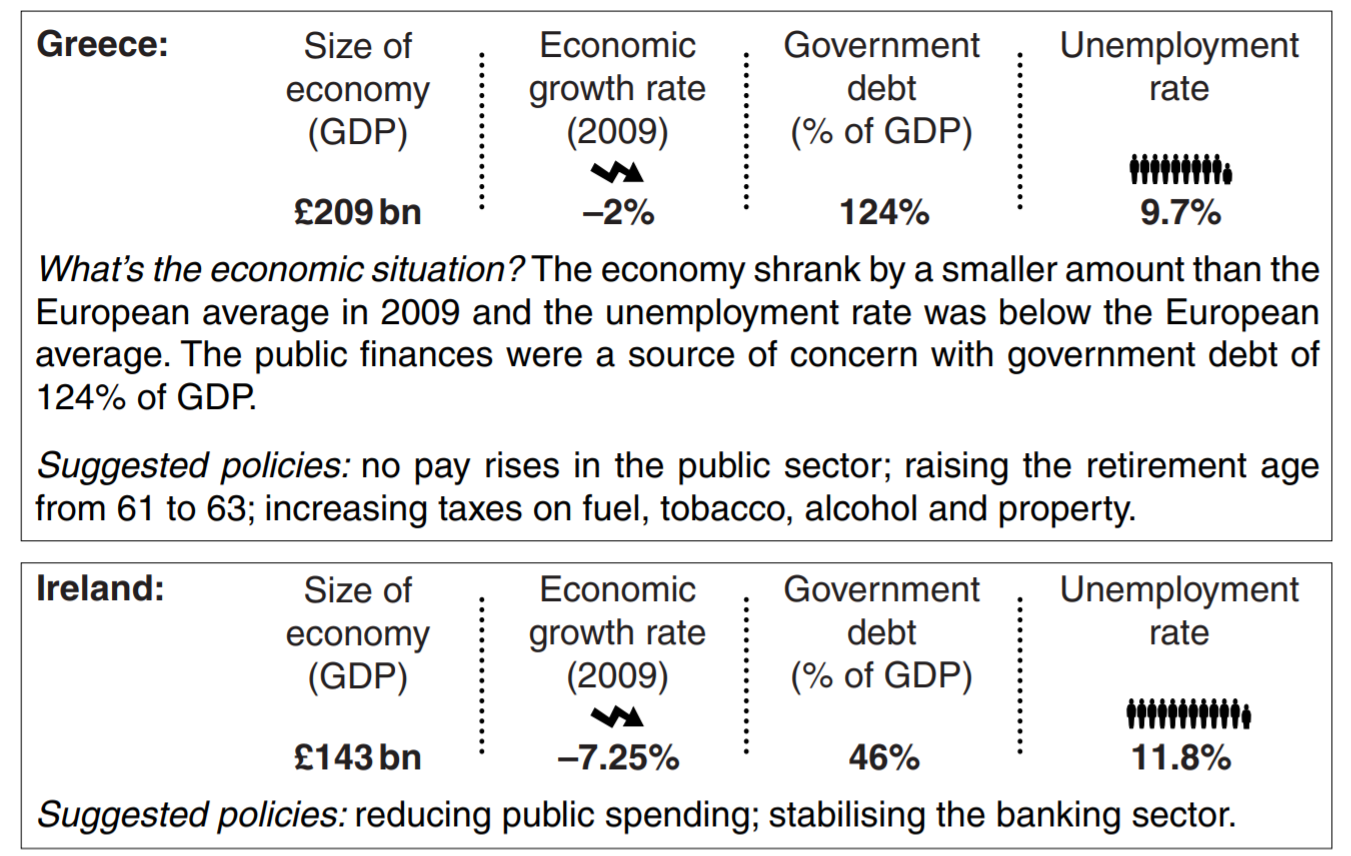 Greece:
Size of economy (GDP)
£209 bn
Economic growth rate (2009)
–2%
Government debt (% of GDP)
124%
Unemployment rate
9.7%
What's the economic situation? The economy shrank by a smaller amount than the
European average in 2009 and the unemployment rate was below the European
average. The public finances were a source of concern with government debt of
124% of GDP.
Suggested policies: no pay rises in the public sector; raising the retirement age
from 61 to 63; increasing taxes on fuel, tobacco, alcohol and property.
Ireland:
Size of economy (GDP)
£143 bn
Economic growth rate (2009)
–7.25%
Government debt (% of GDP)
46%
Unemployment rate
11.8%
Suggested policies: reducing public spending; stabilising the banking sector.